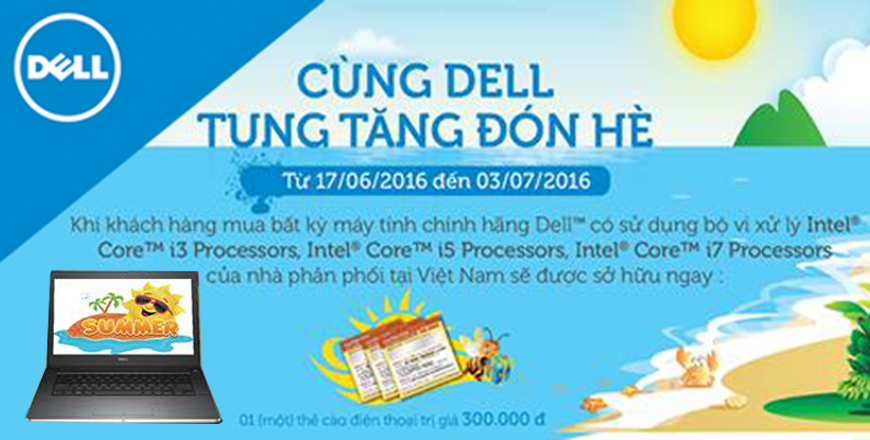 DELL
CÙNG DELL
TUNG TĂNG ĐÓN HÈ
Từ 17/06/2016 đến 03/07/2016
Khi khách hàng mua bất kỳ máy tính chính hãng Dell™ có sử dụng bộ vi xử lý Intel®
Core™ i3 Processors, Intel® Core™ i5 Processors, Intel® Core™ i7 Processors
của nhà phân phối tại Việt Nam sẽ được sở hữu ngay :
SUMMER
01 (một) thẻ cào điện thoại trị giá 300.000 đ